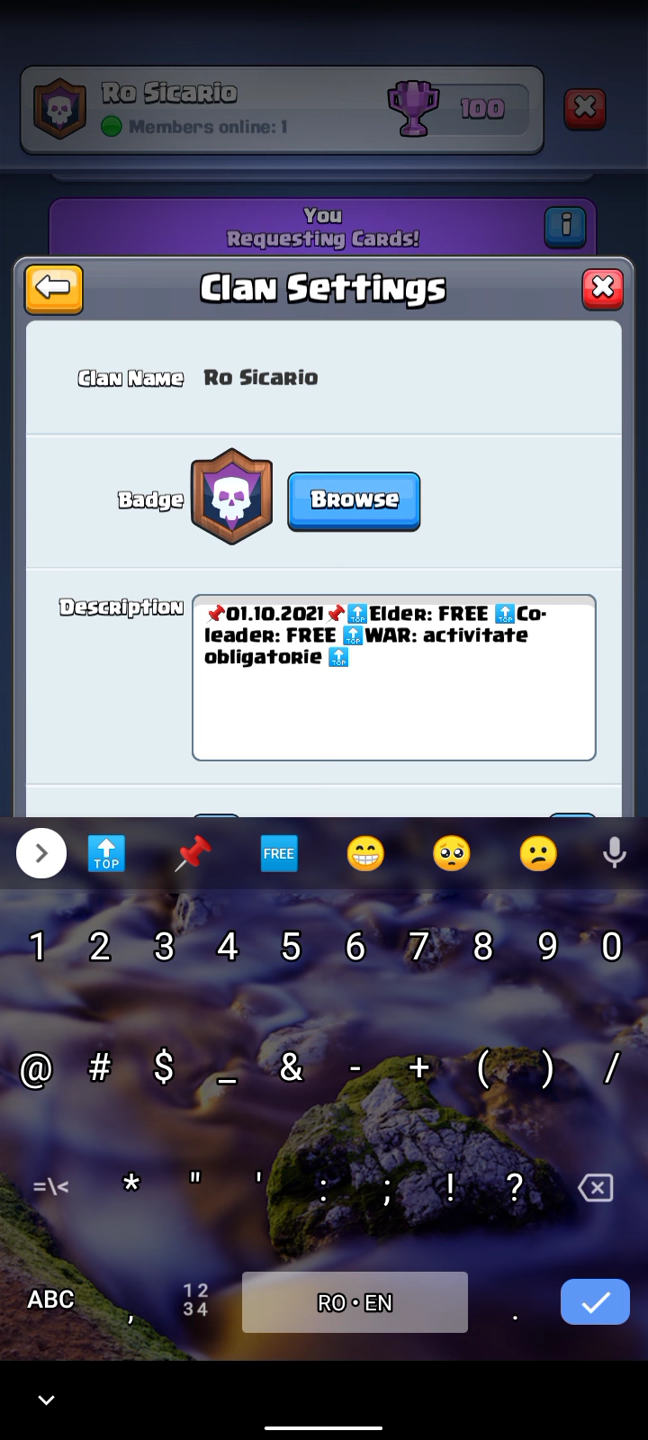 Ro Sicario
Members online: 1
100
You
Requesting Cards!
i
Clan Settings
Clan Name
Ro Sicario
Badge
Browse
Description
📌01.10.2021📌🔝Elder: FREE 🔝Co-
leader: FREE 🔝WAR: activitate
obligatorie 🔝
TOP
FREE
1 2 3 4 5 6 7 8 9 0
@ # $ _ & - + ( ) /
=\< * " ' : ; ! ?
ABC , 12 34 RO • EN .